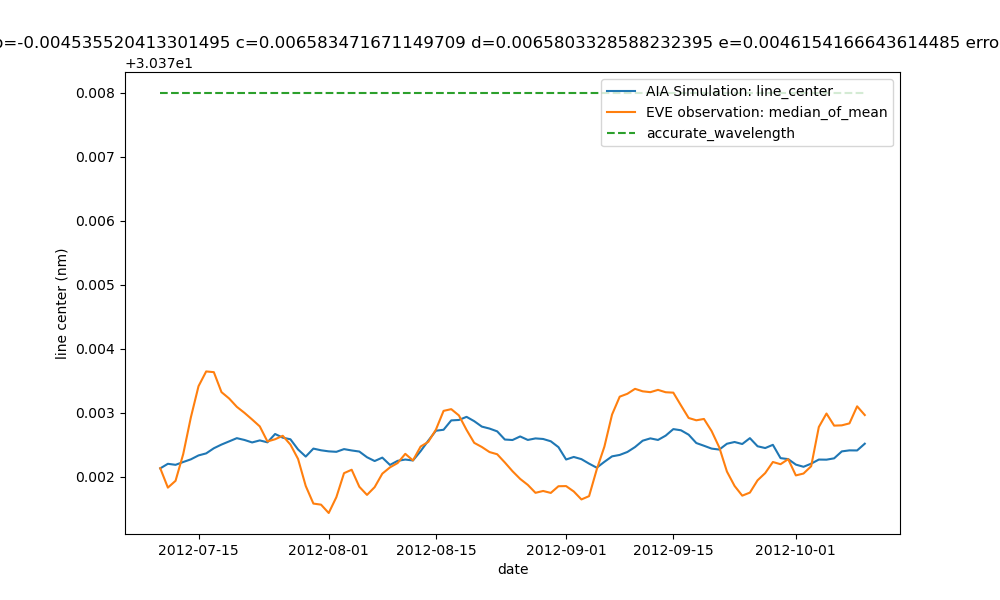 b=-0.004535520413301495 c=0.006583471671149709 d=0.0065803328588232395 e=0.0046154166643614485 erro
+3.037e1
0.008
0.007
0.006
0.005
0.004
0.003
0.002
line center (nm)
AIA Simulation: line_center
EVE observation: median_of_mean
accurate_wavelength
2012-07-15 2012-08-01 2012-08-15 2012-09-01 2012-09-15 2012-10-01
date